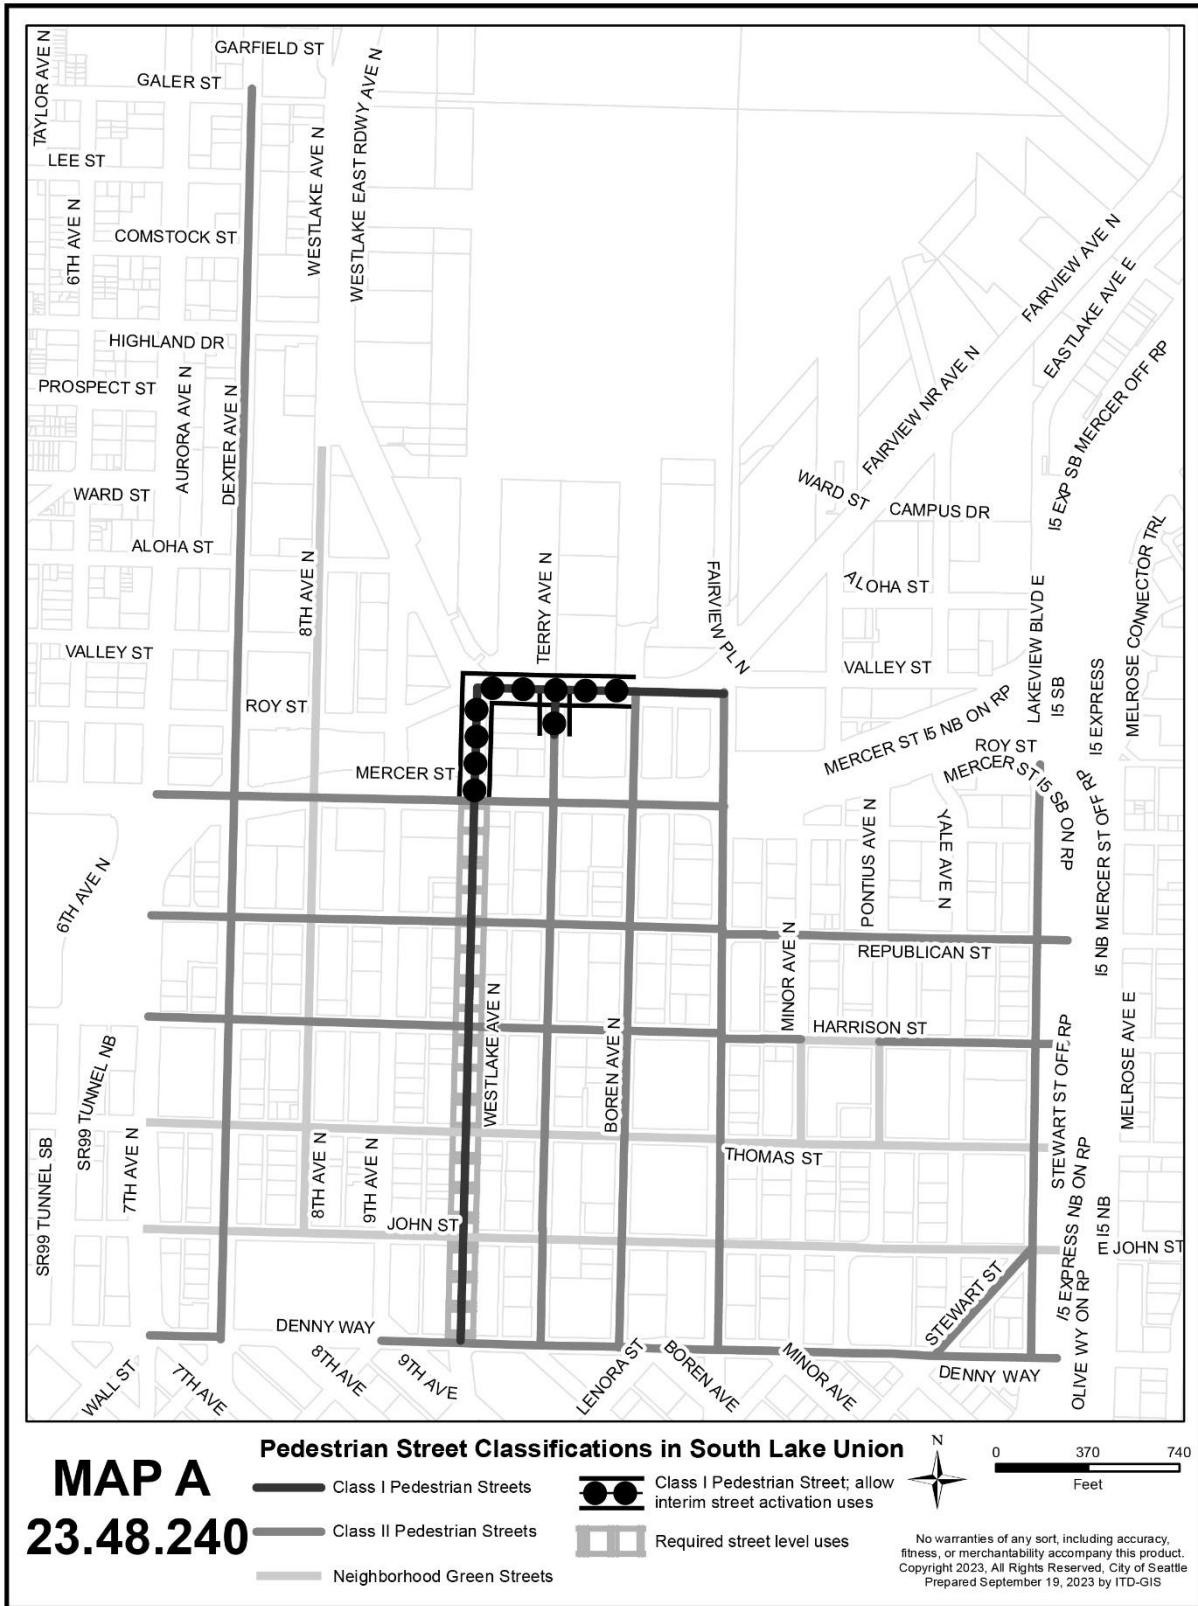 GARFIELD ST
GALER ST
TAYLOR AVE N
LEE ST
6TH AVE N
COMSTOCK ST
WESTLAKE AVE N
WESTLAKE EAST RDWY AVE N
HIGHLAND DR
PROSPECT ST
AURORA AVE N
DEXTER AVE N
WARD ST
ALOHA ST
8TH AVE N
VALLEY ST
ROY ST
MERCER ST
TERRY AVE N
FAIRVIEW PL N
FAIRVIEW AVE N
EASTLAKE AVE E
FAIRVIEW NR AVE N
I5 EXP SB MERCER OFF RP
WARD ST
CAMPUS DR
ALOHA ST
MELROSE CONNECTOR TRL
LAKEVIEW BLVD E
VALLEY ST
I5 SB
I5 EXPRESS
MERCER ST I5 NB ON RP
ROY ST
MERCER ST I5 SB ON RP
I5 NB MERCER ST OFF RP
PONTIUS AVE N
YALE AVE N
6TH AVE N
MINOR AVE N
REPUBLICAN ST
WESTLAKE AVE N
BOREN AVE N
HARRISON ST
STEWART ST OFF RP
MELROSE AVE E
SR99 TUNNEL NB
SR99 TUNNEL SB
7TH AVE N
8TH AVE N
9TH AVE N
THOMAS ST
JOHN ST
I5 EXPRESS NB ON RP
I5 NB
E JOHN ST
STEWART ST
DENNY WAY
OLIVE WY ON RP
WALL ST
7TH AVE
8TH AVE
9TH AVE
LENORA ST
BOREN AVE
MINOR AVE
DENNY WAY
MAP A
23.48.240
Pedestrian Street Classifications in South Lake Union
Class I Pedestrian Streets
Class II Pedestrian Streets
Neighborhood Green Streets
Class I Pedestrian Street; allow
interim street activation uses
Required street level uses
N
0 370 740
Feet
No warranties of any sort, including accuracy,
fitness, or merchantability accompany this product.
Copyright 2023, All Rights Reserved, City of Seattle
Prepared September 19, 2023 by ITD-GIS